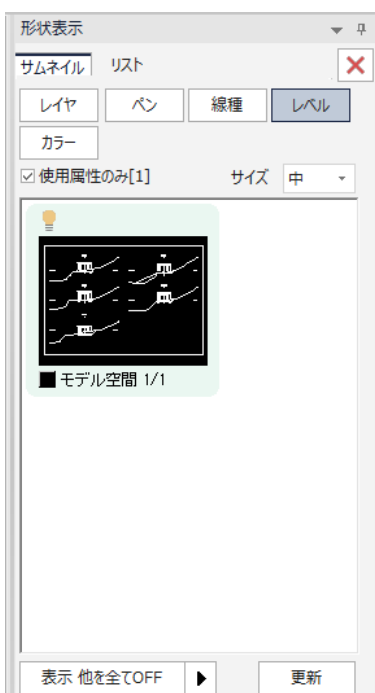 形状表示
サムネイル リスト
レイヤ ペン 線種 レベル
カラー
使用属性のみ[1] サイズ 中
モデル空間 1/1
表示 他を全てOFF 更新